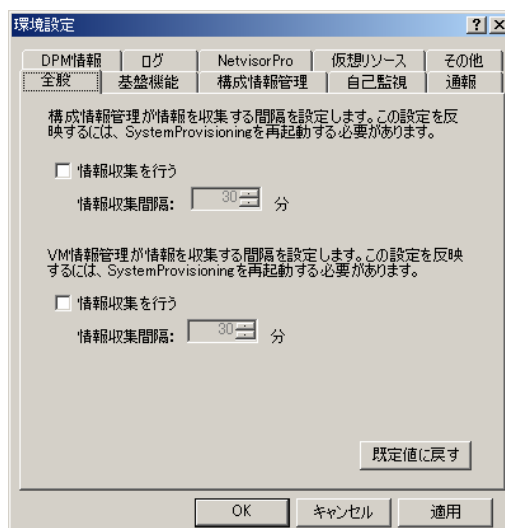 環境設定
DPM情報 ログ NetvisorPro 仮想リソース その他
全般 基盤機能 構成情報管理 自己監視 通報
構成情報管理が情報を収集する間隔を設定します。この設定を反
映するには、SystemProvisioningを再起動する必要があります。
情報収集を行う
情報収集間隔: 30 分
VM情報管理が情報を収集する間隔を設定します。この設定を反映
するには、SystemProvisioningを再起動する必要があります。
情報収集を行う
情報収集間隔: 30 分
既定値に戻す
OK キャンセル 適用